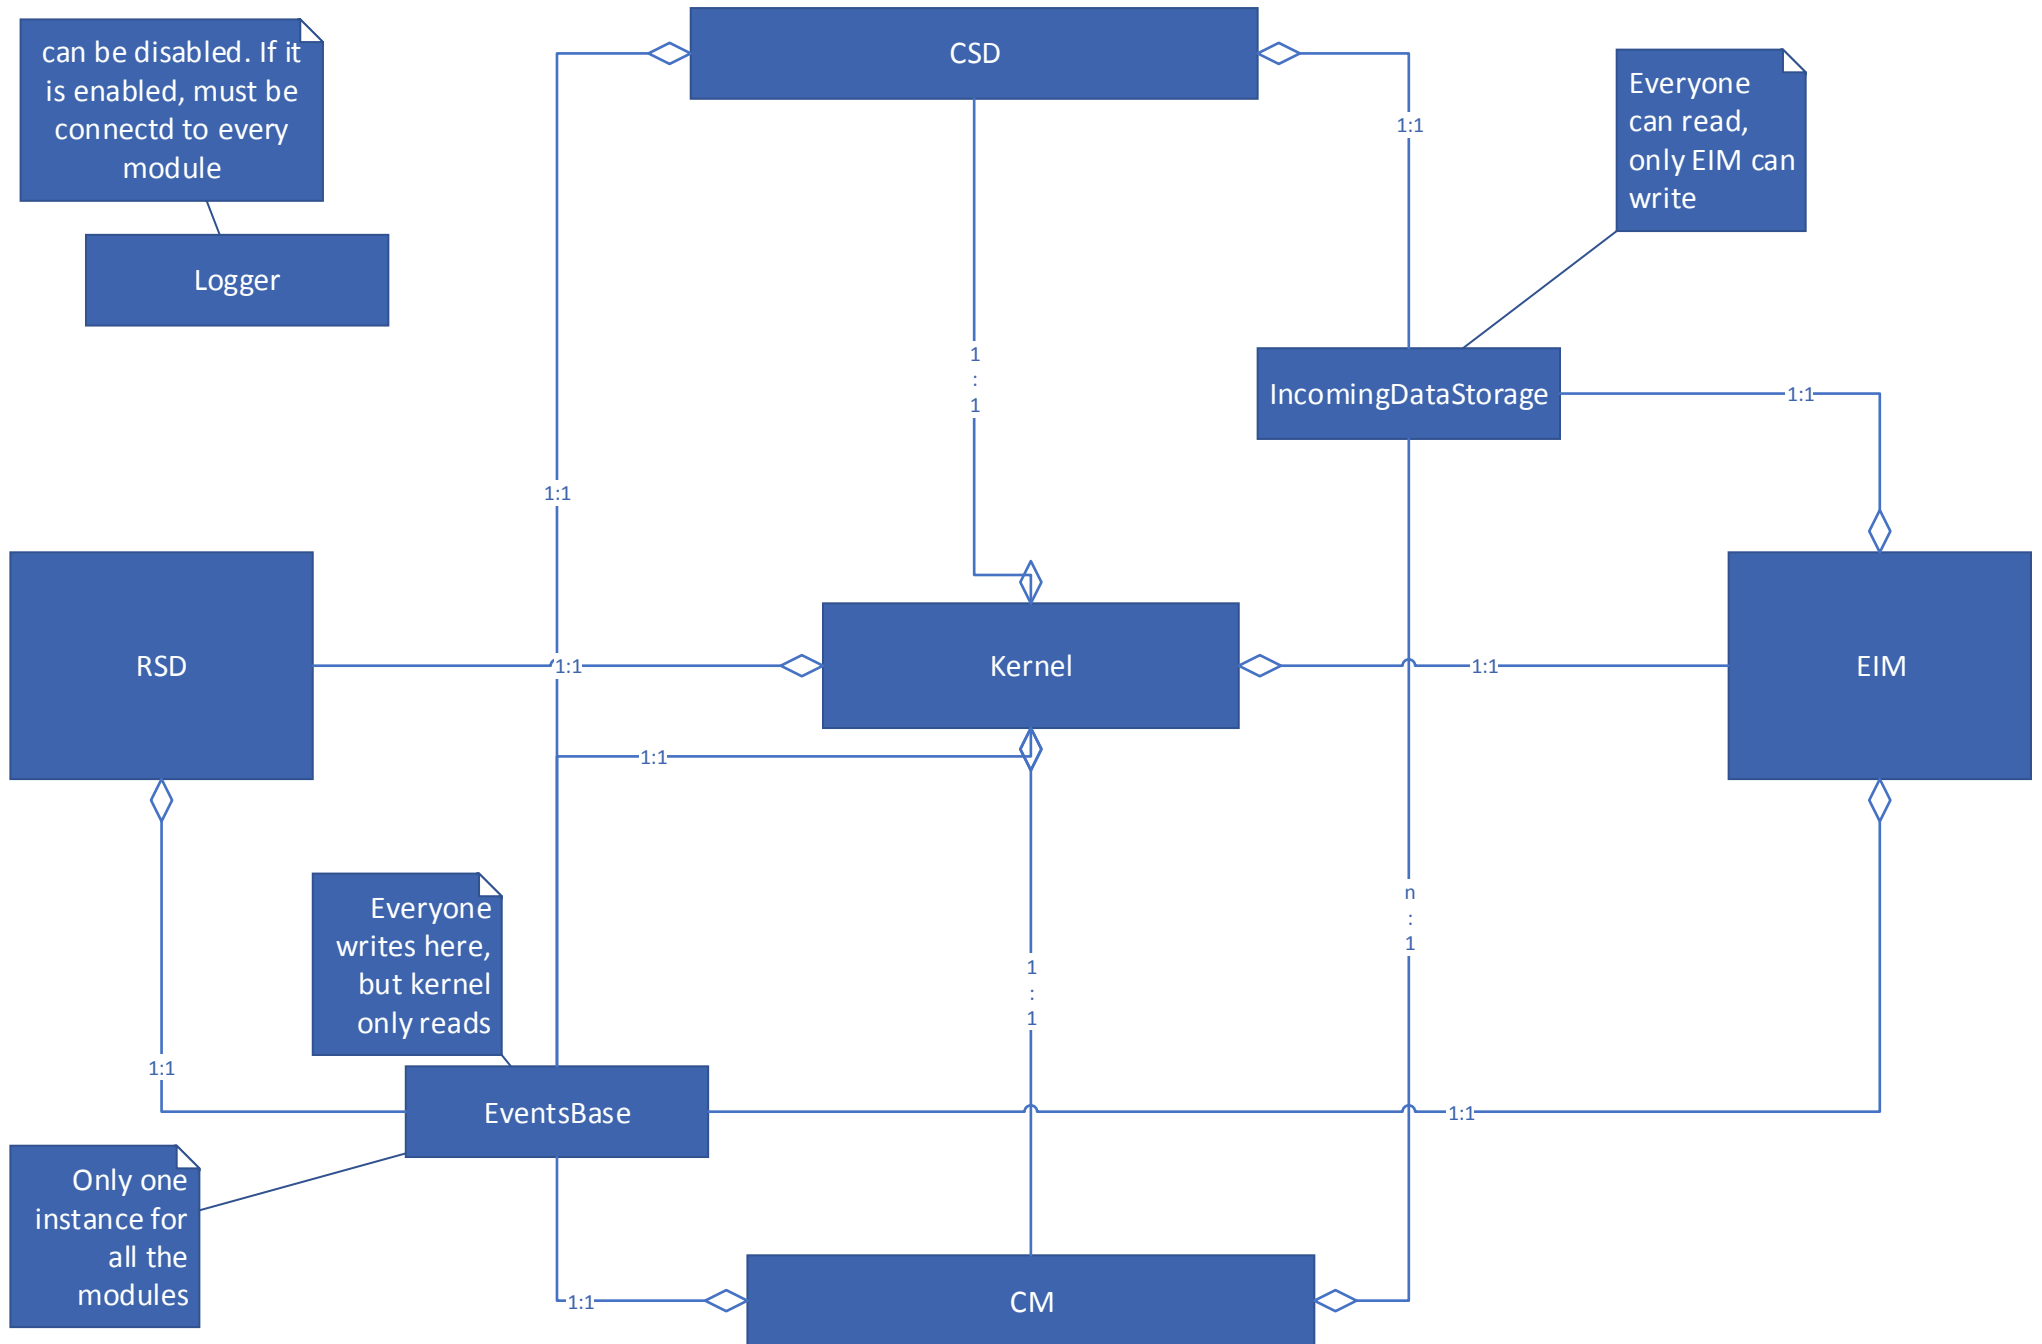 can be disabled. If it
is enabled, must be
connectd to every
module
CSD
Everyone
can read,
only EIM can
write
1:1
Logger
1
:
1
IncomingDataStorage
1:1
1:1
RSD
1:1
Kernel
1:1
EIM
1:1
Everyone
writes here,
but kernel
only reads
n
:
1
1
:
1
1:1
EventsBase
1:1
Only one
instance for
all the
modules
1:1
CM